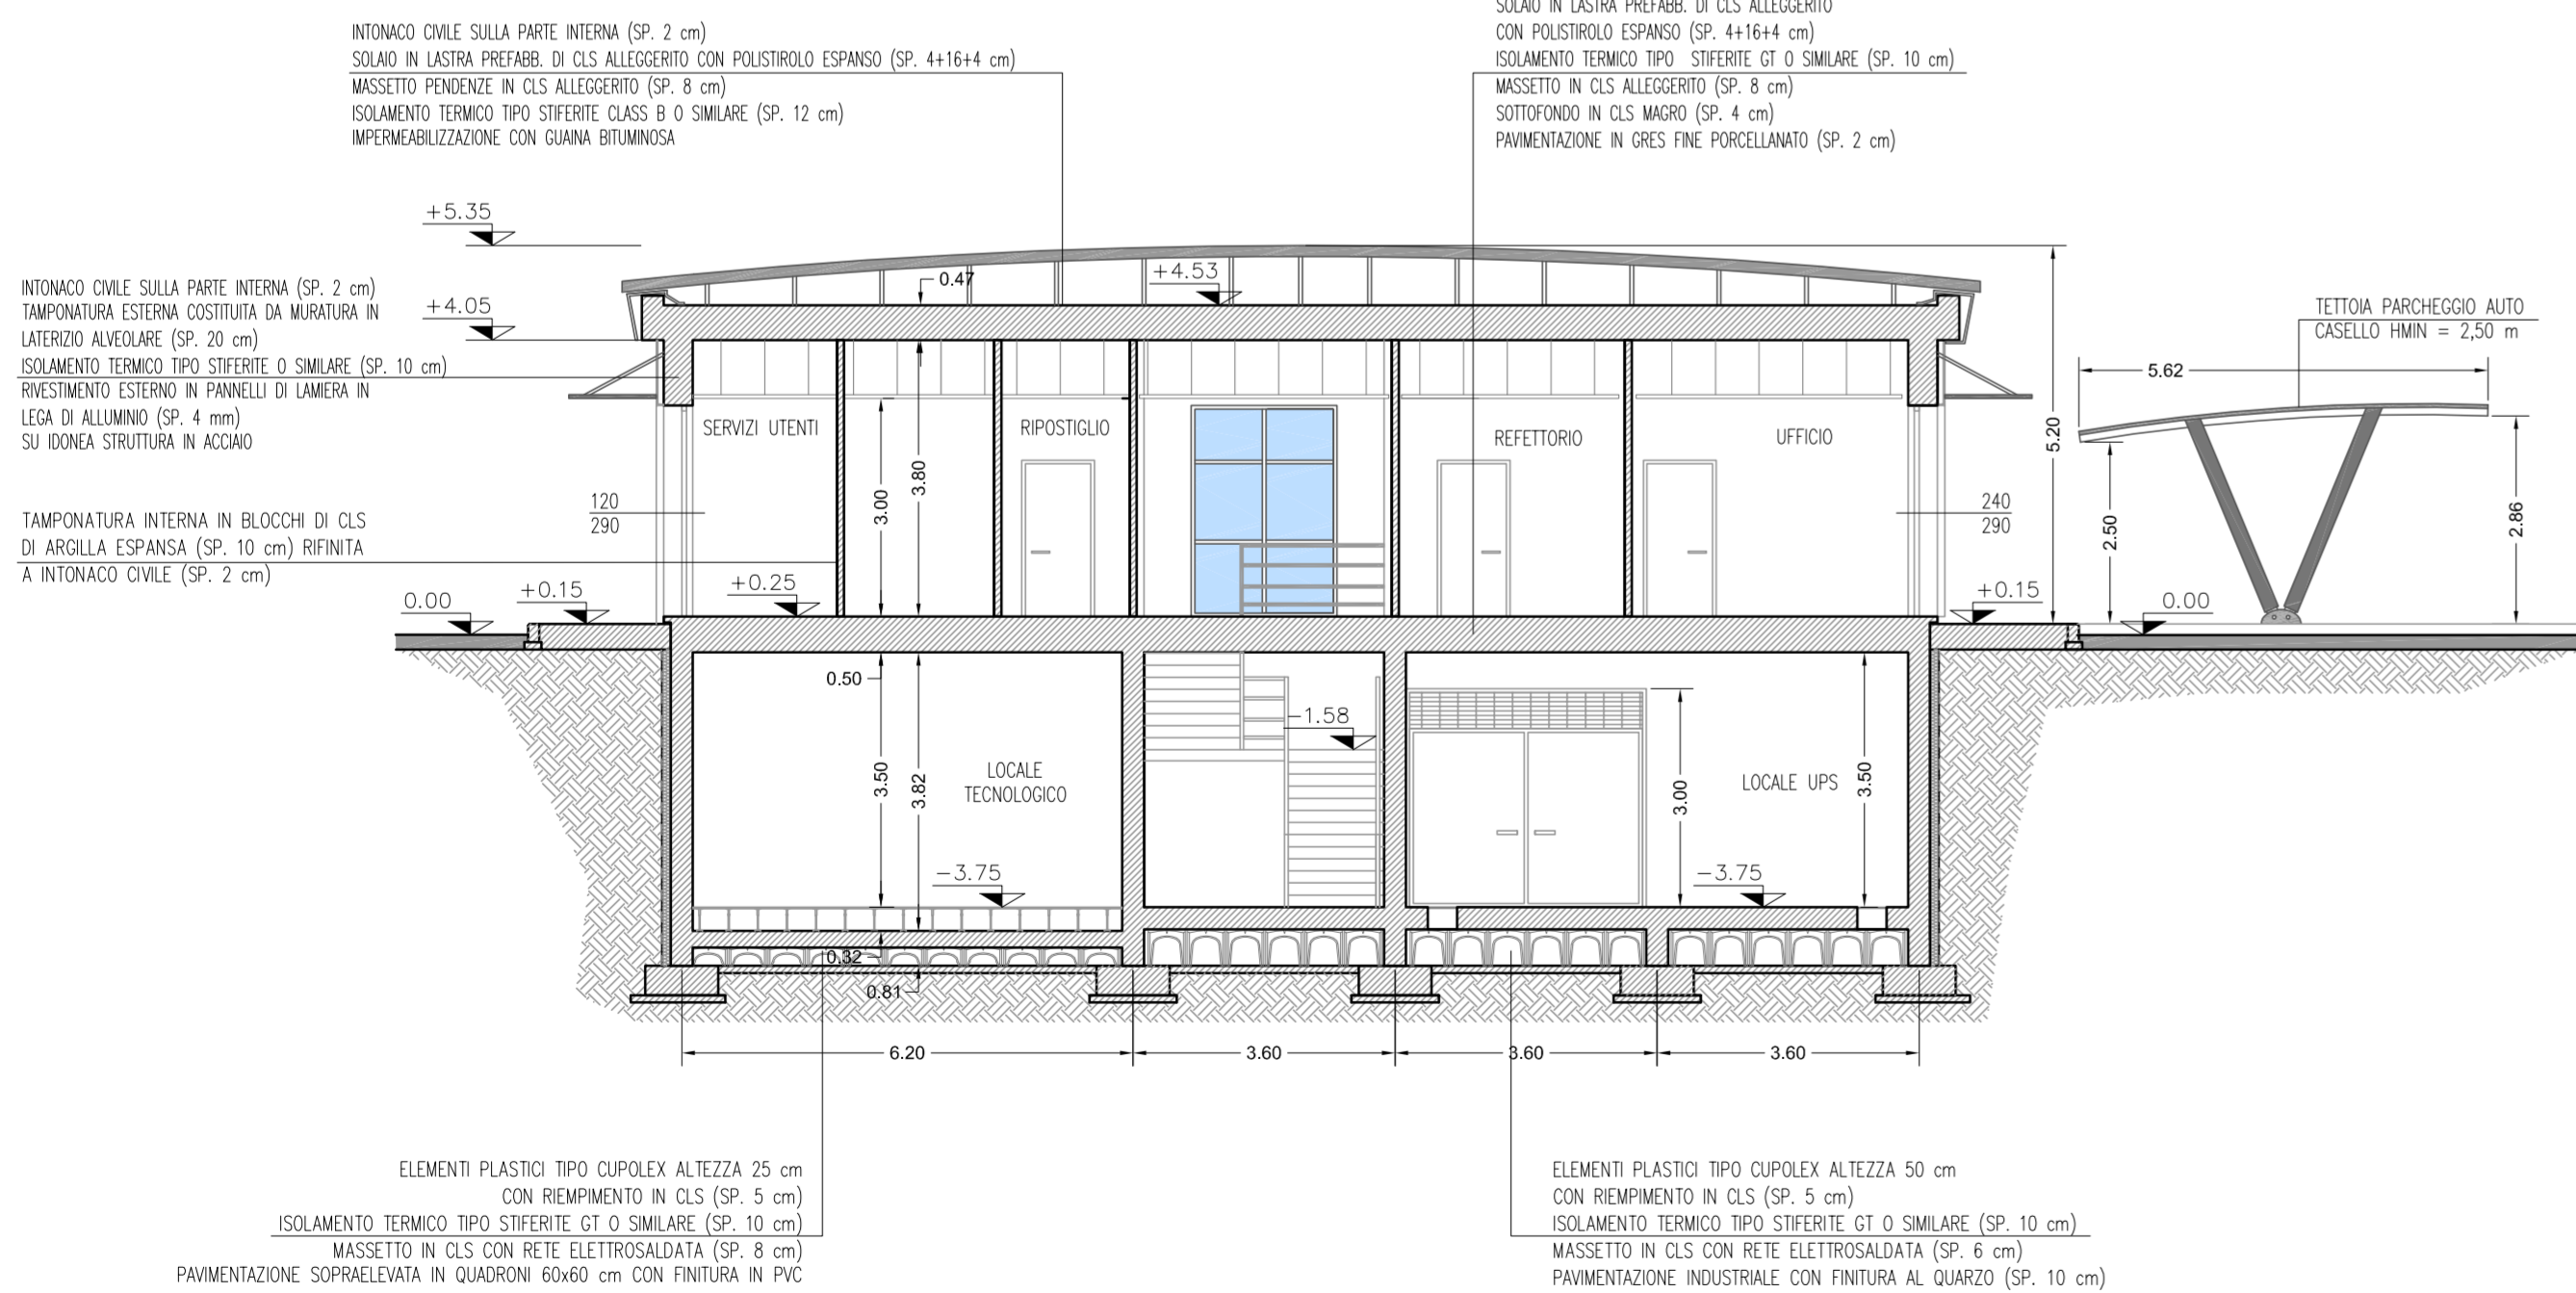 INTONACO CIVILE SULLA PARTE INTERNA (SP. 2 cm)
SOLAIO IN LASTRA PREFABB. DI CLS ALLEGGERITO CON POLISTIROLO ESPANSO (SP. 4+16+4 cm)
MASSETTO PENDENZE IN CLS ALLEGGERITO (SP. 8 cm)
ISOLAMENTO TERMICO TIPO STIFERITE CLASS B O SIMILARE (SP. 12 cm)
IMPERMEABILIZZAZIONE CON GUAINA BITUMINOSA
SOLAIO IN LASTRA PREFABB. DI CLS ALLEGGERITO
CON POLISTIROLO ESPANSO (SP. 4+16+4 cm)
ISOLAMENTO TERMICO TIPO STIFERITE GT O SIMILARE (SP. 10 cm)
MASSETTO IN CLS ALLEGGERITO (SP. 8 cm)
SOTTOFONDO IN CLS MAGRO (SP. 4 cm)
PAVIMENTAZIONE IN GRES FINE PORCELLANATO (SP. 2 cm)
+5.35
+4.05
INTONACO CIVILE SULLA PARTE INTERNA (SP. 2 cm)
TAMPONATURA ESTERNA COSTITUITA DA MURATURA IN
LATERIZIO ALVEOLARE (SP. 20 cm)
ISOLAMENTO TERMICO TIPO STIFERITE O SIMILARE (SP. 10 cm)
RIVESTIMENTO ESTERNO IN PANNELLI DI LAMIERA IN
LEGA DI ALLUMINIO (SP. 4 mm)
SU IDONEA STRUTTURA IN ACCIAIO
TAMPONATURA INTERNA IN BLOCCHI DI CLS
DI ARGILLA ESPANSA (SP. 10 cm) RIFINITA
A INTONACO CIVILE (SP. 2 cm)
0.47
+4.53
TETTOIA PARCHEGGIO AUTO
CASELLO HMIN = 2,50 m
5.62
5.20
2.50
2.86
SERVIZI UTENTI
RIPOSTIGLIO
REFETTORIO
UFFICIO
120
290
3.00
3.80
240
290
0.00
+0.15
+0.25
+0.15
0.00
0.50
3.50
3.82
LOCALE
TECNOLOGICO
-3.75
-1.58
3.00
LOCALE UPS
3.50
-3.75
0.32
0.81
6.20
3.60
3.60
3.60
ELEMENTI PLASTICI TIPO CUPOLEX ALTEZZA 25 cm
CON RIEMPIMENTO IN CLS (SP. 5 cm)
ISOLAMENTO TERMICO TIPO STIFERITE GT O SIMILARE (SP. 10 cm)
MASSETTO IN CLS CON RETE ELETTROSALDATA (SP. 8 cm)
PAVIMENTAZIONE SOPRAELEVATA IN QUADRONI 60x60 cm CON FINITURA IN PVC
ELEMENTI PLASTICI TIPO CUPOLEX ALTEZZA 50 cm
CON RIEMPIMENTO IN CLS (SP. 5 cm)
ISOLAMENTO TERMICO TIPO STIFERITE GT O SIMILARE (SP. 10 cm)
MASSETTO IN CLS CON RETE ELETTROSALDATA (SP. 6 cm)
PAVIMENTAZIONE INDUSTRIALE CON FINITURA AL QUARZO (SP. 10 cm)